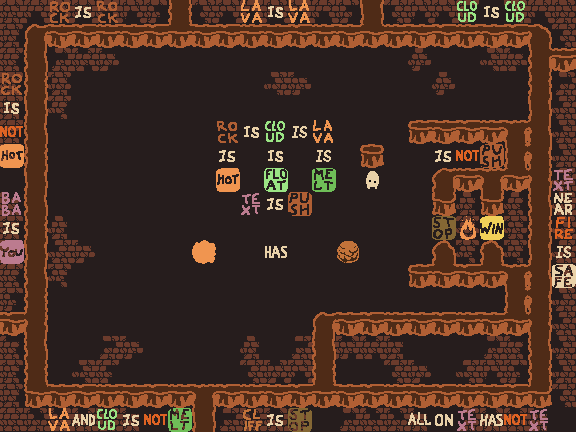 ROCK IS ROCK LAVA IS LAVA CLOUD IS CLOUD
ROCK IS NOT HOT
ROCK IS CLOUD IS LAVA
IS IS IS
HOT FLOAT MELT
TEXT IS PUSH
IS NOT PUSH
BABA IS YOU
STOP WIN
HAS
TEXT NEAR FIRE IS SAFE
LAVA AND CLOUD IS NOT MELT
CLIFF IS STOP
ALL ON TEXT HAS NOT TEXT